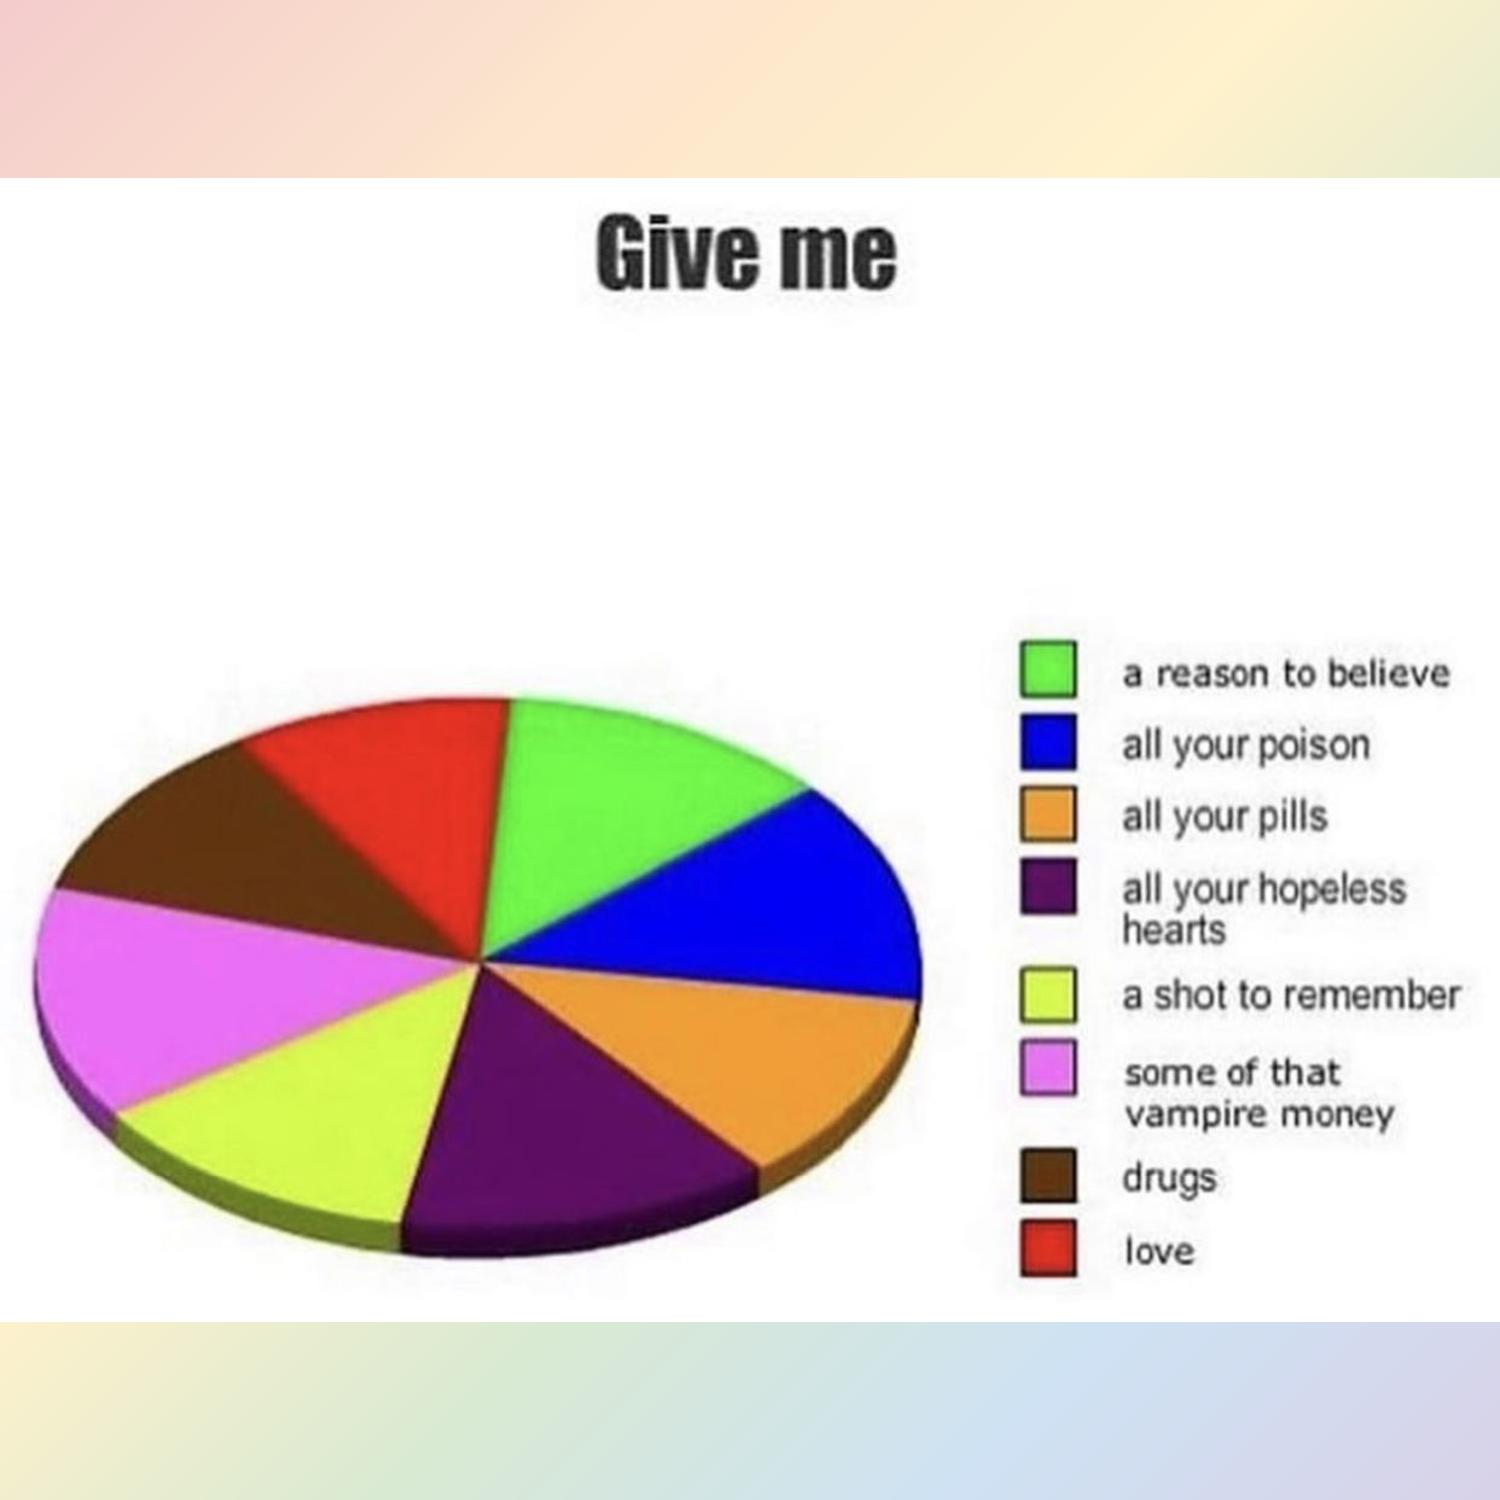 Give me
a reason to believe
all your poison
all your pills
all your hopeless
hearts
a shot to remember
some of that
vampire money
drugs
love